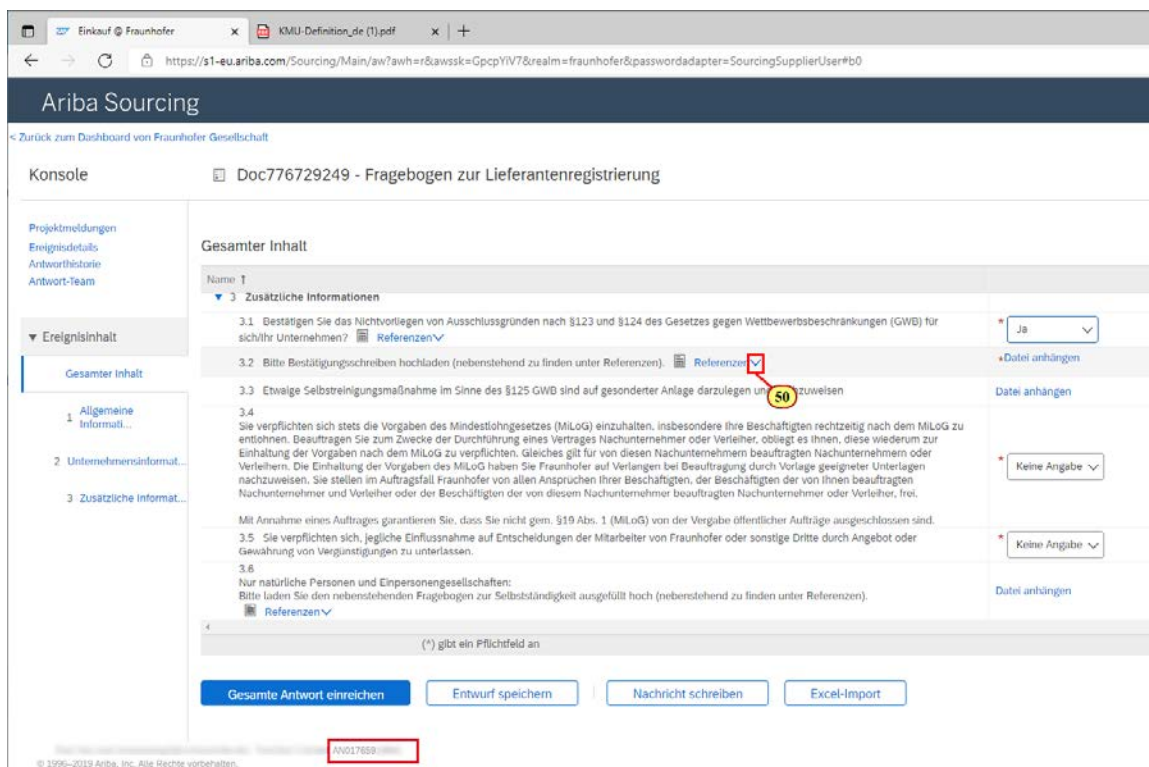 Einkauf @ Fraunhofer
KMU-Definition_de (1).pdf
https://s1-eu.ariba.com/Sourcing/Main/aw?awh=r&awssk=GpcpYiV7&realm=fraunhofer&passwordadapter=SourcingSupplierUser#b0
Ariba Sourcing
< Zurück zum Dashboard von Fraunhofer Gesellschaft
Konsole
Doc776729249 - Fragebogen zur Lieferantenregistrierung
Projektmeldungen
Ereignisdetails
Antworthistorie
Antwort-Team
▼ Ereignisinhalt
Gesamter Inhalt
1 Allgemeine
Informati...
2 Unternehmensinformat...
3 Zusätzliche Informat...
Gesamter Inhalt
Name ↑
▼ 3 Zusätzliche Informationen
3.1 Bestätigen Sie das Nichtvorliegen von Ausschlussgründen nach §123 und §124 des Gesetzes gegen Wettbewerbsbeschränkungen (GWB) für
sich/Ihr Unternehmen? Referenzen
* Ja
3.2 Bitte Bestätigungsschreiben hochladen (nebenstehend zu finden unter Referenzen). Referenzen
*Datei anhängen
50
3.3 Etwaige Selbstreinigungsmaßnahme im Sinne des §125 GWB sind auf gesonderter Anlage darzulegen und zuweisen
Datei anhängen
3.4
Sie verpflichten sich stets die Vorgaben des Mindestlohngesetzes (MiLoG) einzuhalten, insbesondere Ihre Beschäftigten rechtzeitig nach dem MiLoG zu
entlohnen. Beauftragen Sie zum Zwecke der Durchführung eines Vertrages Nachunternehmer oder Verleiher, obliegt es Ihnen, diese wiederum zur
Einhaltung der Vorgaben nach dem MiLoG zu verpflichten. Gleiches gilt für von diesen Nachunternehmern beauftragten Nachunternehmern oder
Verleihern. Die Einhaltung der Vorgaben des MiLoG haben Sie Fraunhofer auf Verlangen bei Beauftragung durch Vorlage geeigneter Unterlagen
nachzuweisen. Sie stellen im Auftragsfall Fraunhofer von allen Ansprüchen Ihrer Beschäftigten, der Beschäftigten der von Ihnen beauftragten
Nachunternehmer und Verleiher oder der Beschäftigten der von diesem Nachunternehmer beauftragten Nachunternehmer oder Verleiher, frei.
Mit Annahme eines Auftrages garantieren Sie, dass Sie nicht gem. §19 Abs. 1 (MiLoG) von der Vergabe öffentlicher Aufträge ausgeschlossen sind.
* Keine Angabe
3.5 Sie verpflichten sich, jegliche Einflussnahme auf Entscheidungen der Mitarbeiter von Fraunhofer oder sonstige Dritte durch Angebot oder
Gewährung von Vergünstigungen zu unterlassen.
* Keine Angabe
3.6
Nur natürliche Personen und Einpersonengesellschaften:
Bitte laden Sie den nebenstehenden Fragebogen zur Selbstständigkeit ausgefüllt hoch (nebenstehend zu finden unter Referenzen).
Referenzen
Datei anhängen
(*) gibt ein Pflichtfeld an
Gesamte Antwort einreichen
Entwurf speichern
Nachricht schreiben
Excel-Import
AN017659
© 1996–2019 Ariba, Inc. Alle Rechte vorbehalten.